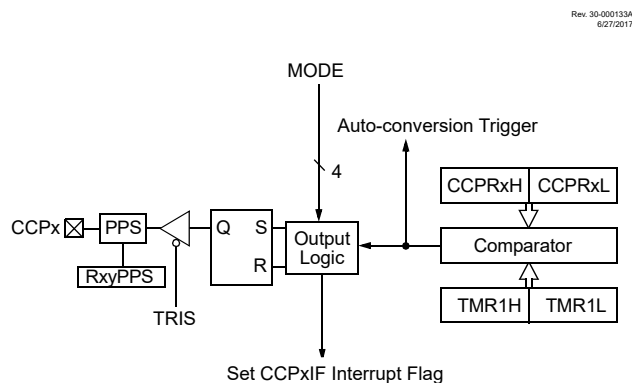 Rev. 30-000133A
6/27/2017
MODE
Auto-conversion Trigger
4
CCPRxH CCPRxL
CCPx PPS Q S Output Logic Comparator
R
RxyPPS
TRIS
TMR1H TMR1L
Set CCPxIF Interrupt Flag